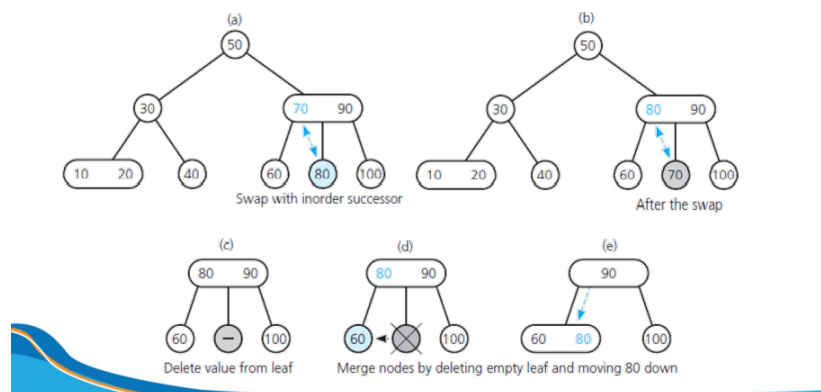 (a)
(b)
50
50
30
70 90
30
80 90
10 20
40
60
80
100
10 20
40
60
70
100
Swap with inorder successor
After the swap
(c)
(d)
(e)
80 90
80 90
90
60
–
100
60
100
60 80
100
Delete value from leaf
Merge nodes by deleting empty leaf and moving 80 down